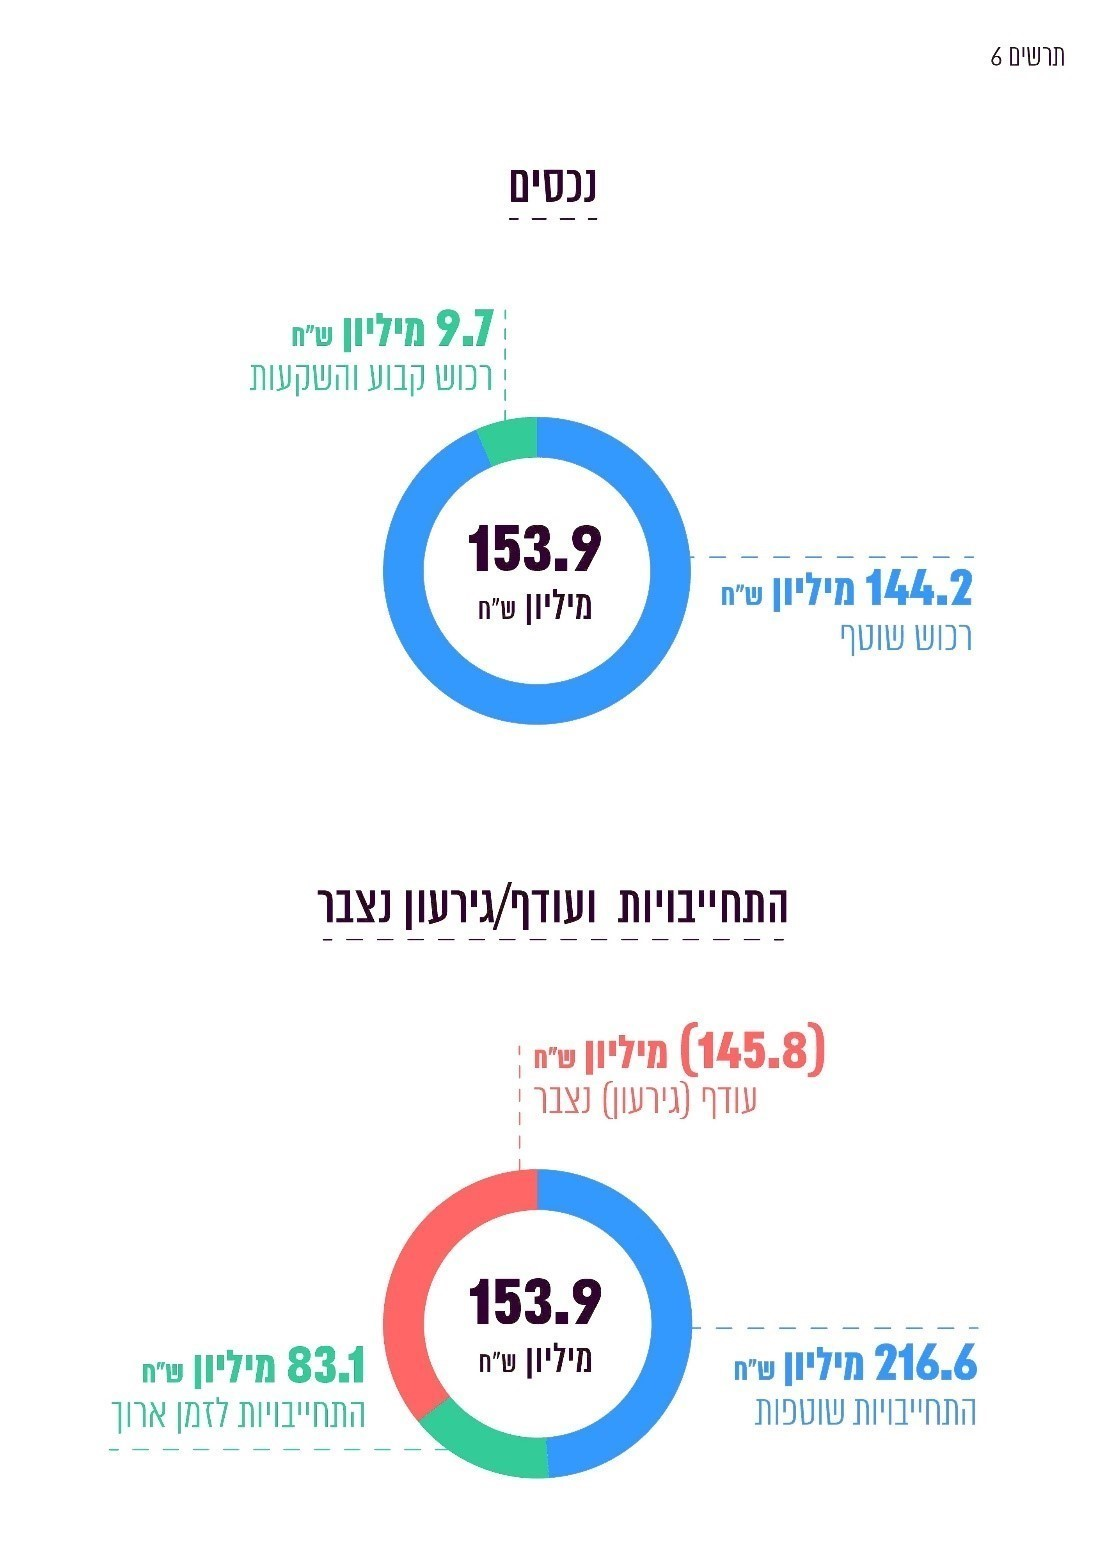 תרשים 6
נכסים
9.7 מיליון ש"ח
רכוש קבוע והשקעות
153.9
מיליון ש"ח
144.2 מיליון ש"ח
רכוש שוטף
התחייבויות ועודף/גירעון נצבר
(145.8) מיליון ש"ח
עודף (גירעון) נצבר
153.9
מיליון ש"ח
216.6 מיליון ש"ח
התחייבויות שוטפות
83.1 מיליון ש"ח
התחייבויות לזמן ארוך